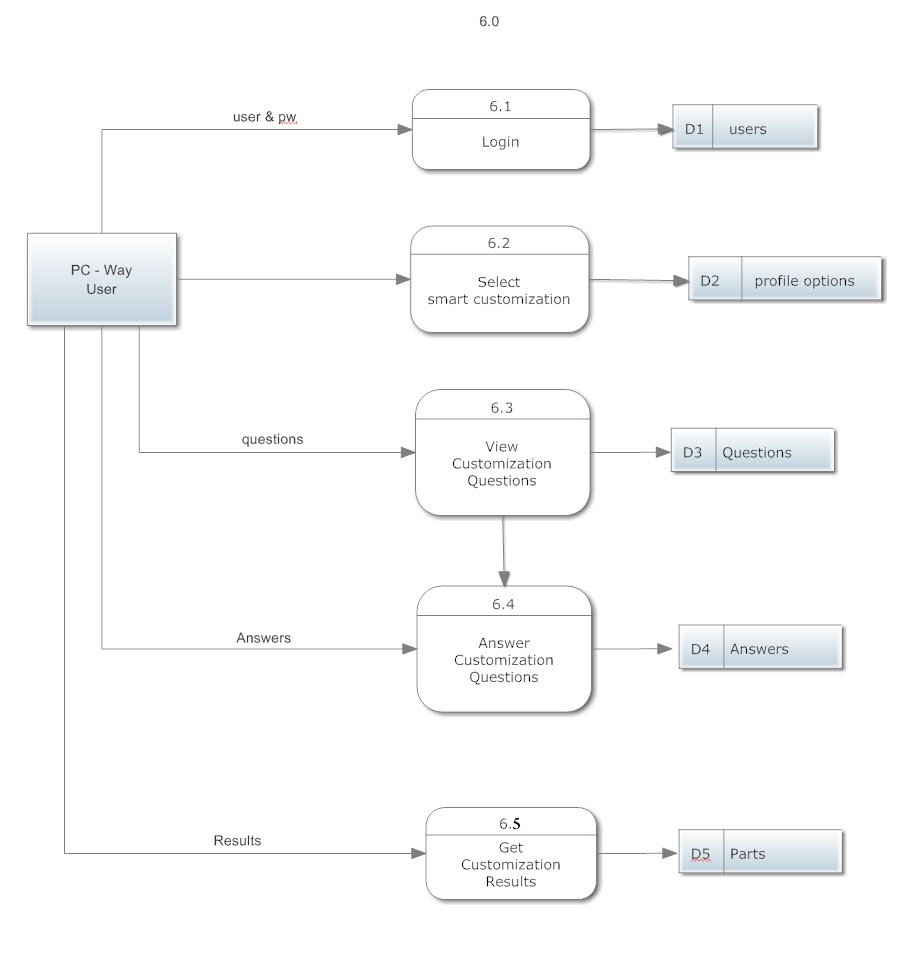 6.0
user & pw
6.1
Login
D1 users
PC - Way
User
6.2
Select
smart customization
D2 profile options
questions
6.3
View
Customization
Questions
D3 Questions
Answers
6.4
Answer
Customization
Questions
D4 Answers
Results
6.5
Get
Customization
Results
D5 Parts